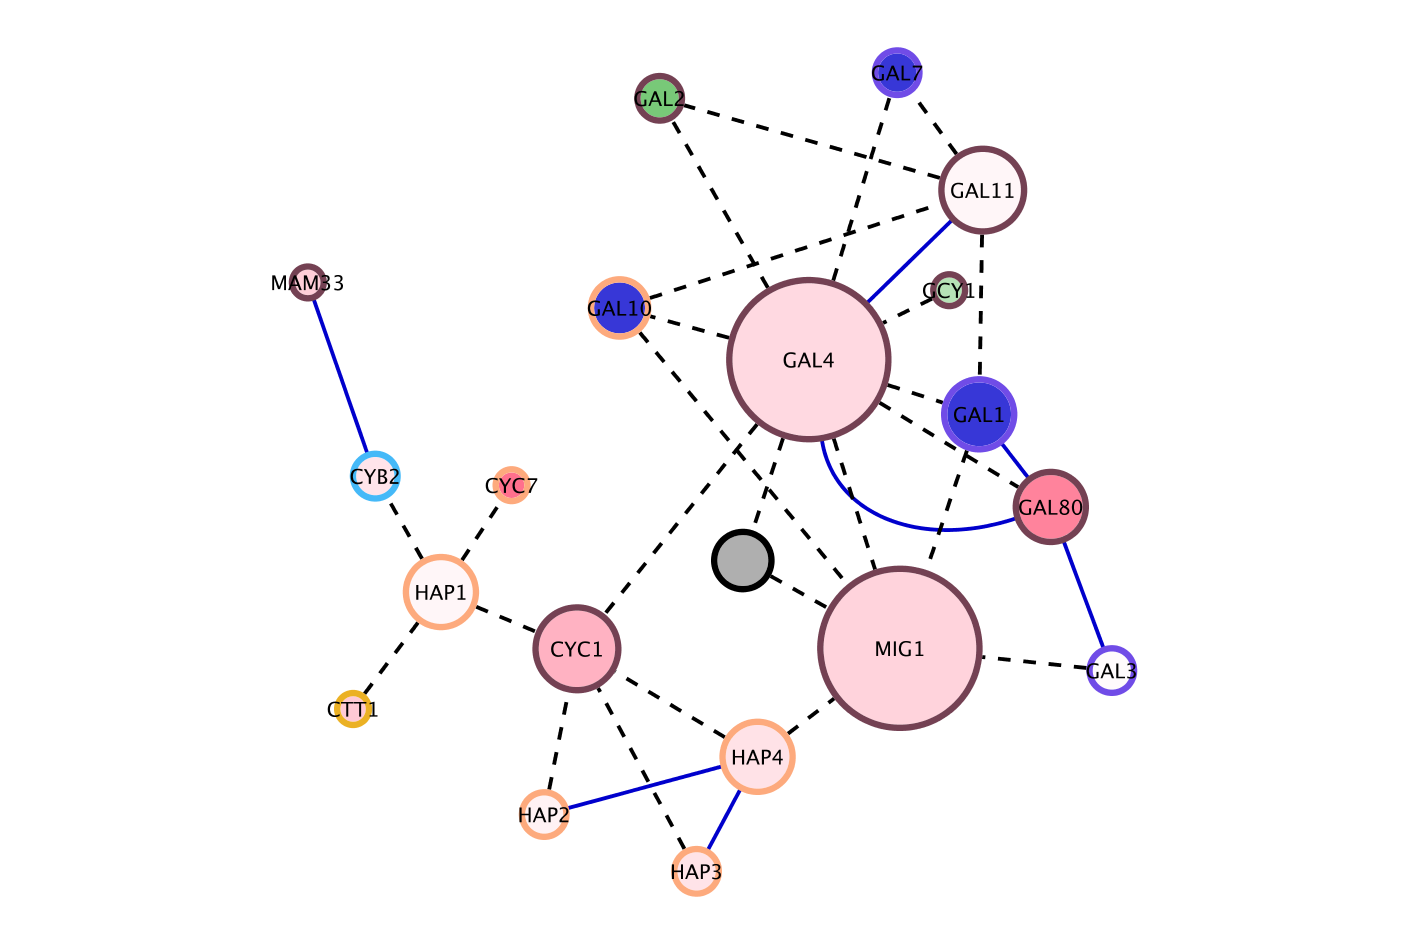 GAL7
GAL2
GAL11
MAM33
GCY1
GAL10
GAL4
GAL1
CYB2
CYC7
GAL80
HAP1
CYC1
MIG1
GAL3
CTT1
HAP4
HAP2
HAP3